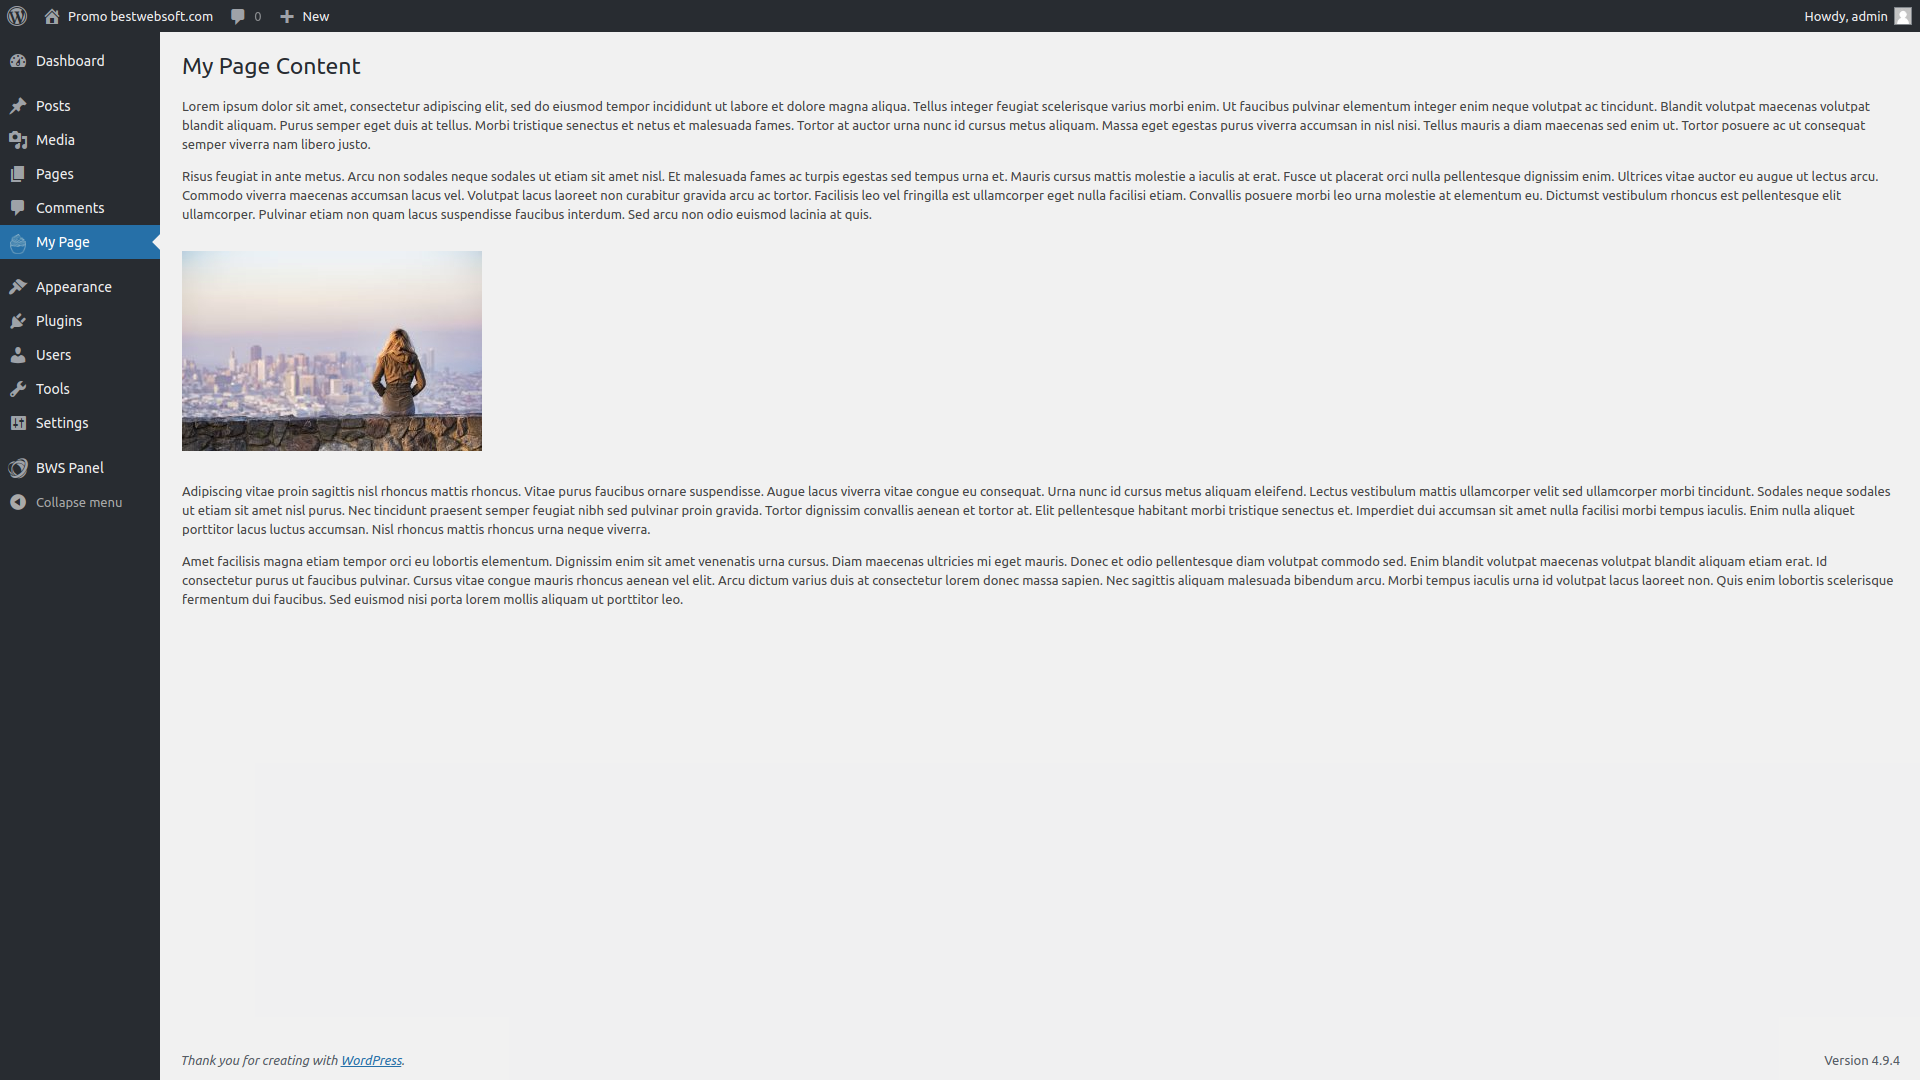 Promo bestwebsoft.com 0 New Howdy, admin
Dashboard
Posts
Media
Pages
Comments
My Page
Appearance
Plugins
Users
Tools
Settings
BWS Panel
Collapse menu
My Page Content
Lorem ipsum dolor sit amet, consectetur adipiscing elit, sed do eiusmod tempor incididunt ut labore et dolore magna aliqua. Tellus integer feugiat scelerisque varius morbi enim. Ut faucibus pulvinar elementum integer enim neque volutpat ac tincidunt. Blandit volutpat maecenas volutpat
blandit aliquam. Purus semper eget duis at tellus. Morbi tristique senectus et netus et malesuada fames. Tortor at auctor urna nunc id cursus metus aliquam. Massa eget egestas purus viverra accumsan in nisl nisi. Tellus mauris a diam maecenas sed enim ut. Tortor posuere ac ut consequat
semper viverra nam libero justo.
Risus feugiat in ante metus. Arcu non sodales neque sodales ut etiam sit amet nisl. Et malesuada fames ac turpis egestas sed tempus urna et. Mauris cursus mattis molestie a iaculis at erat. Fusce ut placerat orci nulla pellentesque dignissim enim. Ultrices vitae auctor eu augue ut lectus arcu.
Commodo viverra maecenas accumsan lacus vel. Volutpat lacus laoreet non curabitur gravida arcu ac tortor. Facilisis leo vel fringilla est ullamcorper eget nulla facilisi etiam. Convallis posuere morbi leo urna molestie at elementum eu. Dictumst vestibulum rhoncus est pellentesque elit
ullamcorper. Pulvinar etiam non quam lacus suspendisse faucibus interdum. Sed arcu non odio euismod lacinia at quis.
Adipiscing vitae proin sagittis nisl rhoncus mattis rhoncus. Vitae purus faucibus ornare suspendisse. Augue lacus viverra vitae congue eu consequat. Urna nunc id cursus metus aliquam eleifend. Lectus vestibulum mattis ullamcorper velit sed ullamcorper morbi tincidunt. Sodales neque sodales
ut etiam sit amet nisl purus. Nec tincidunt praesent semper feugiat nibh sed pulvinar proin gravida. Tortor dignissim convallis aenean et tortor at. Elit pellentesque habitant morbi tristique senectus et. Imperdiet dui accumsan sit amet nulla facilisi morbi tempus iaculis. Enim nulla aliquet
porttitor lacus luctus accumsan. Nisl rhoncus mattis rhoncus urna neque viverra.
Amet facilisis magna etiam tempor orci eu lobortis elementum. Dignissim enim sit amet venenatis urna cursus. Diam maecenas ultricies mi eget mauris. Donec et odio pellentesque diam volutpat commodo sed. Enim blandit volutpat maecenas volutpat blandit aliquam etiam erat. Id
consectetur purus ut faucibus pulvinar. Cursus vitae congue mauris rhoncus aenean vel elit. Arcu dictum varius duis at consectetur lorem donec massa sapien. Nec sagittis aliquam malesuada bibendum arcu. Morbi tempus iaculis urna id volutpat lacus laoreet non. Quis enim lobortis scelerisque
fermentum dui faucibus. Sed euismod nisi porta lorem mollis aliquam ut porttitor leo.
Thank you for creating with WordPress. Version 4.9.4